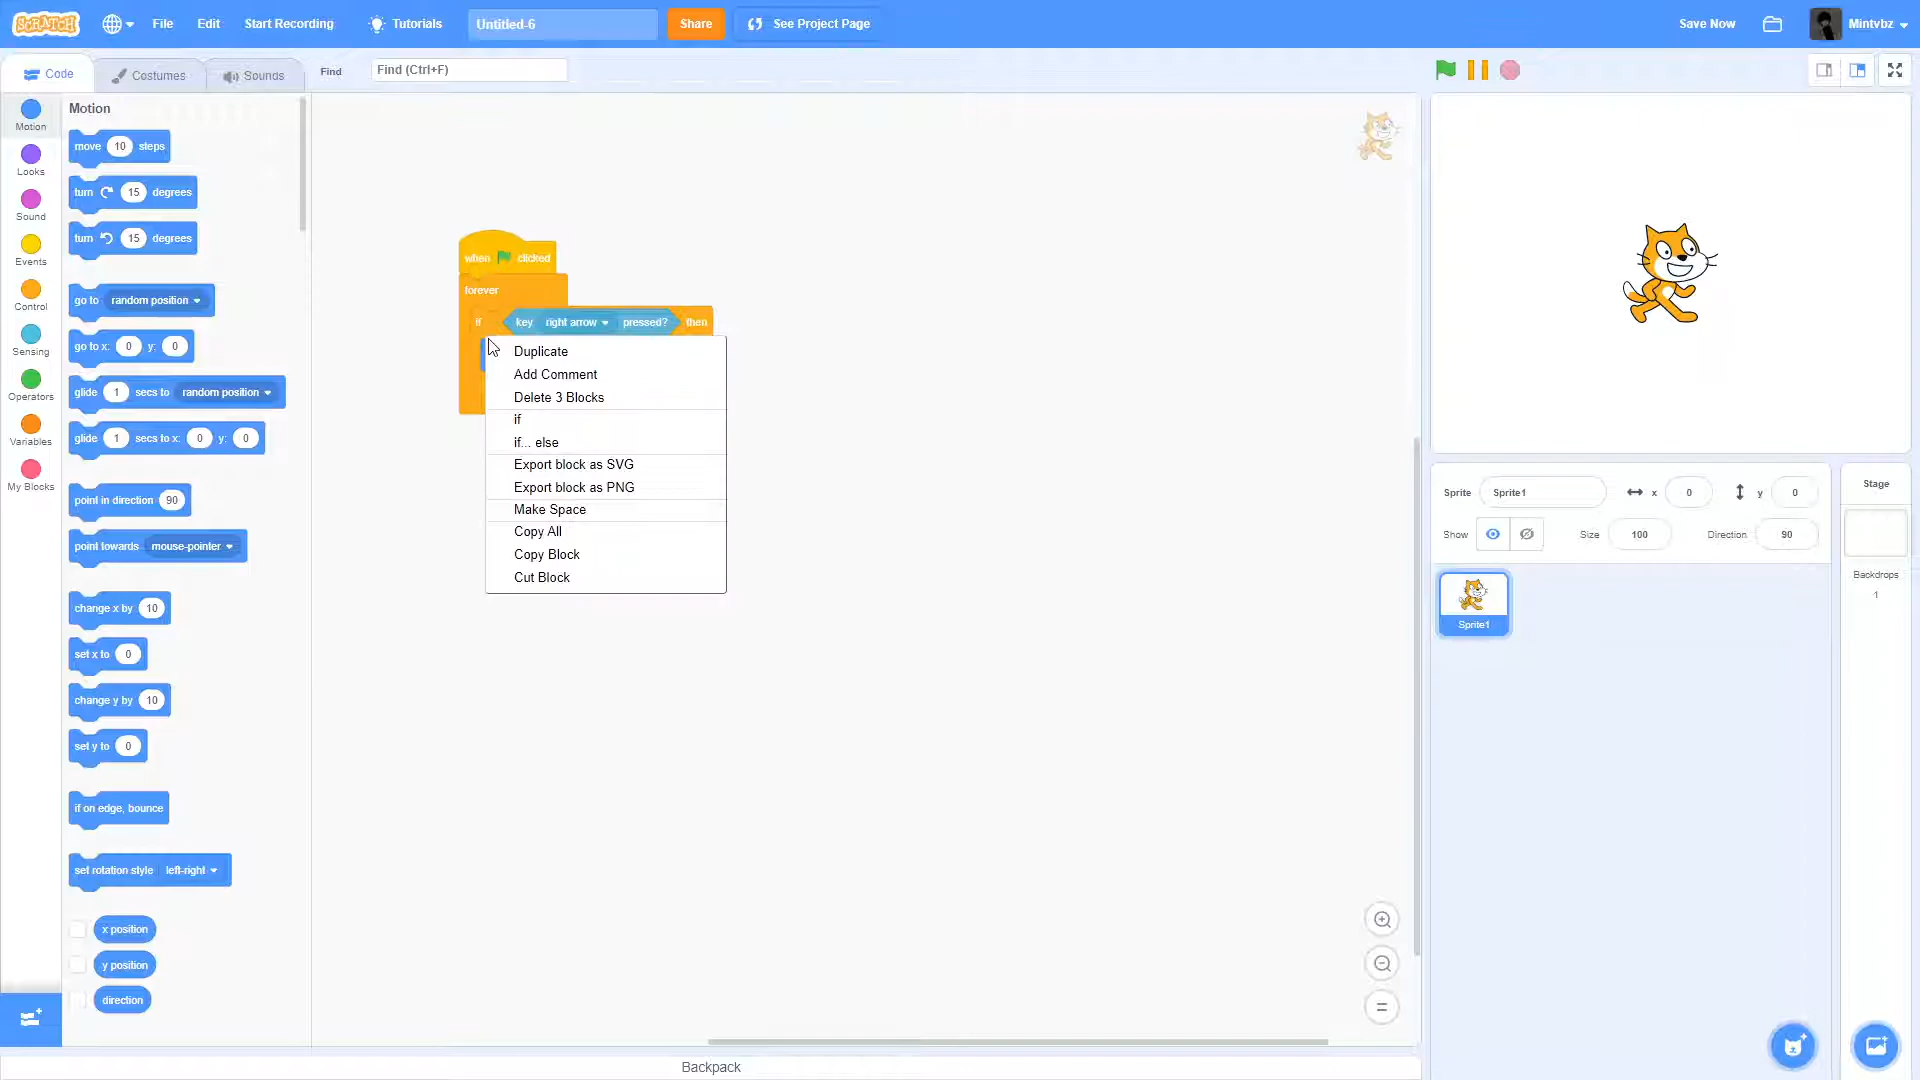 SCRATCH
File
Edit
Start Recording
Tutorials
Untitled-6
Share
See Project Page
Save Now
Mintvbz
Code
Costumes
Sounds
Find
Find (Ctrl+F)
Motion
Looks
Sound
Events
Control
Sensing
Operators
Variables
My Blocks
Motion
move 10 steps
turn 15 degrees
turn 15 degrees
go to random position
go to x: 0 y: 0
glide 1 secs to random position
glide 1 secs to x: 0 y: 0
point in direction 90
point towards mouse-pointer
change x by 10
set x to 0
change y by 10
set y to 0
if on edge, bounce
set rotation style left-right
x position
y position
direction
when clicked
forever
if key right arrow pressed? then
Duplicate
Add Comment
Delete 3 Blocks
if
if... else
Export block as SVG
Export block as PNG
Make Space
Copy All
Copy Block
Cut Block
Sprite Sprite1 x 0 y 0
Show Size 100 Direction 90
Sprite1
Stage
Backdrops
1
Backpack